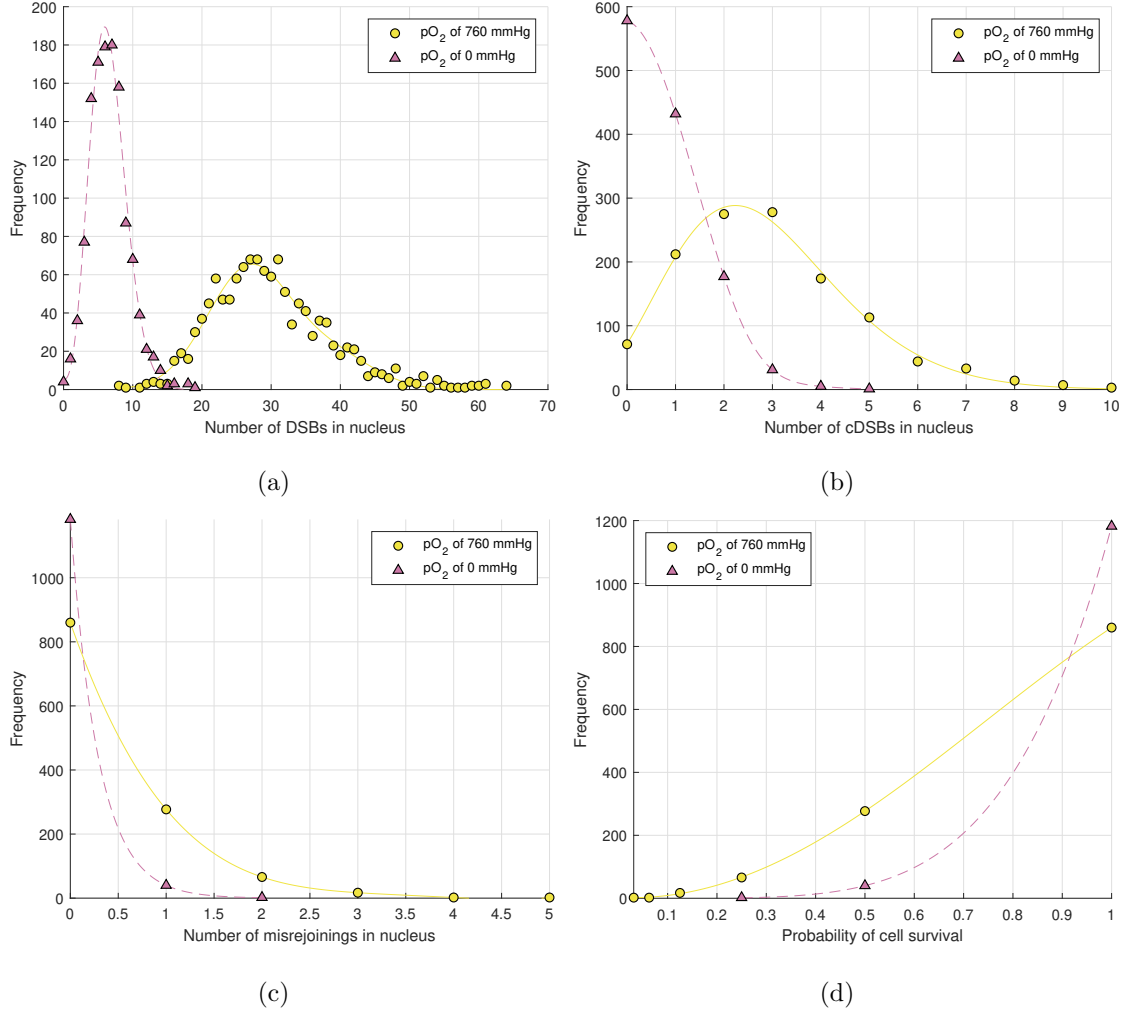 200
180
160
140
120
100
80
60
40
20
0
Frequency
0 10 20 30 40 50 60 70
Number of DSBs in nucleus
pO2 of 760 mmHg
pO2 of 0 mmHg
(a)
600
500
400
300
200
100
0
Frequency
0 1 2 3 4 5 6 7 8 9 10
Number of cDSBs in nucleus
pO2 of 760 mmHg
pO2 of 0 mmHg
(b)
1000
800
600
400
200
0
Frequency
0 0.5 1 1.5 2 2.5 3 3.5 4 4.5 5
Number of misrejoinings in nucleus
pO2 of 760 mmHg
pO2 of 0 mmHg
(c)
1200
1000
800
600
400
200
0
Frequency
0.1 0.2 0.3 0.4 0.5 0.6 0.7 0.8 0.9 1
Probability of cell survival
pO2 of 760 mmHg
pO2 of 0 mmHg
(d)